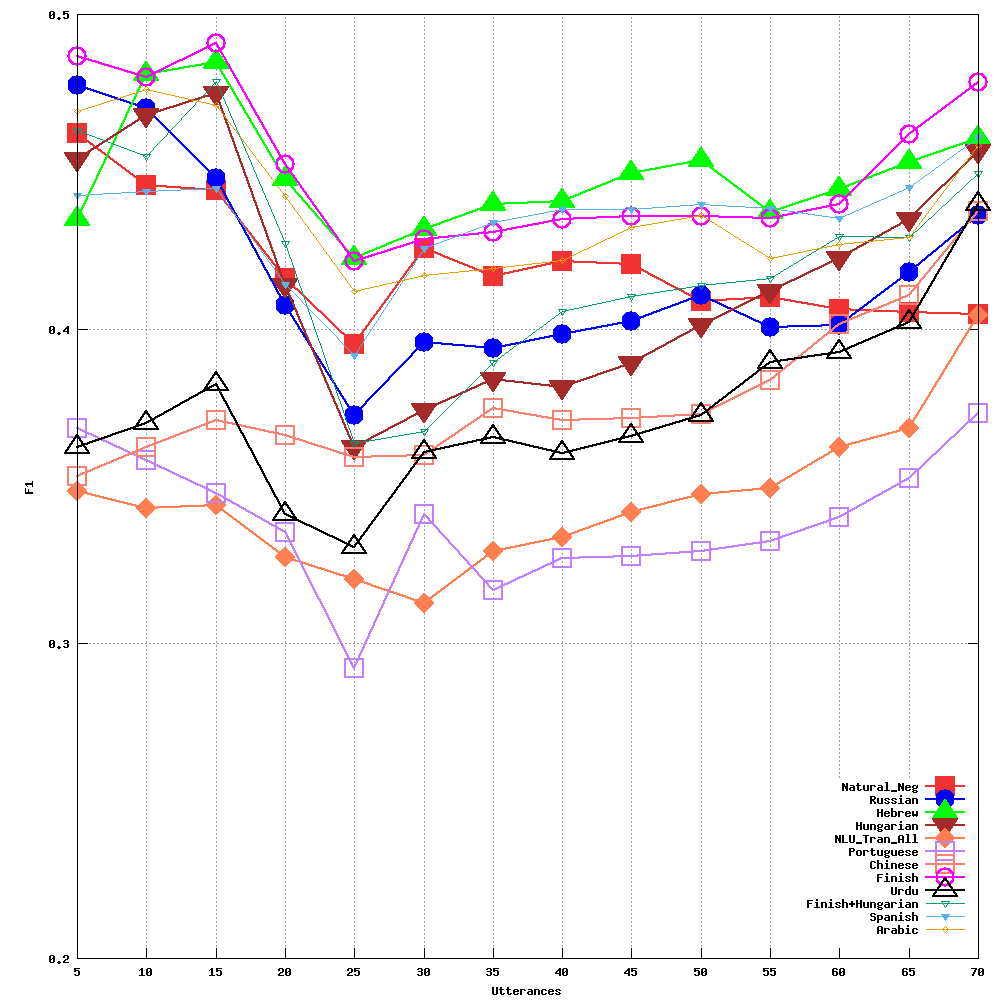 0.5
0.4
0.3
0.2
F1
5 10 15 20 25 30 35 40 45 50 55 60 65 70
Utterances
Natural_Neg
Russian
Hebrew
Hungarian
NLU_Tran_All
Portuguese
Chinese
Finish
Urdu
Finish+Hungarian
Spanish
Arabic